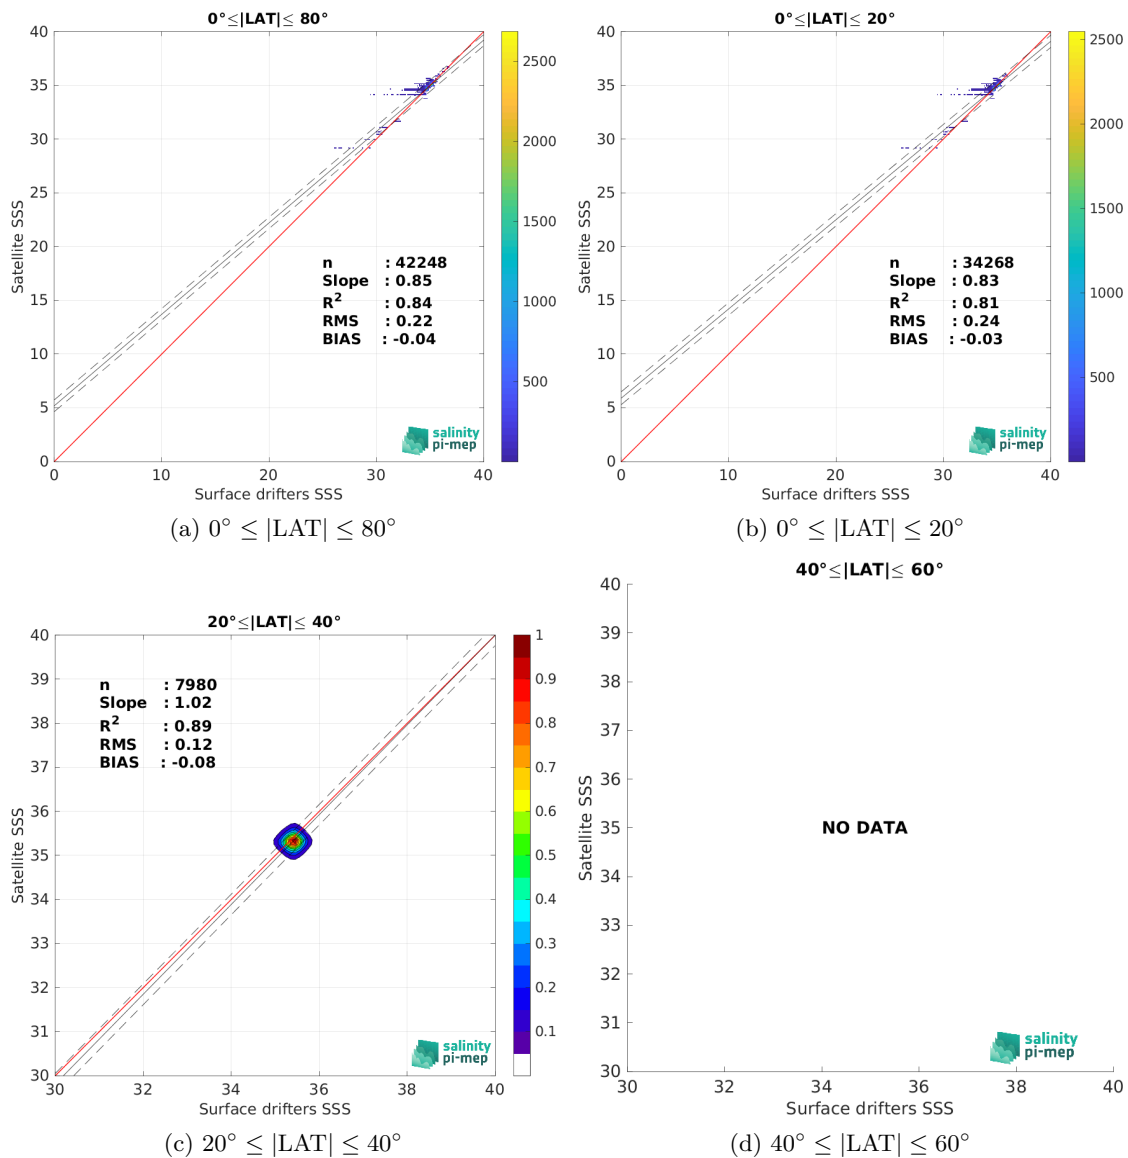 0°≤|LAT|≤ 80°
40
35
30
25
20
15
10
5
0
Satellite SSS
n : 42248
Slope : 0.85
R² : 0.84
RMS : 0.22
BIAS : -0.04
salinity
pi-mep
0 10 20 30 40
Surface drifters SSS
2500
2000
1500
1000
500
(a) 0° ≤ |LAT| ≤ 80°
0°≤|LAT|≤ 20°
40
35
30
25
20
15
10
5
0
Satellite SSS
n : 34268
Slope : 0.83
R² : 0.81
RMS : 0.24
BIAS : -0.03
salinity
pi-mep
0 10 20 30 40
Surface drifters SSS
2500
2000
1500
1000
500
(b) 0° ≤ |LAT| ≤ 20°
20°≤|LAT|≤ 40°
40
39
38
37
36
35
34
33
32
31
30
Satellite SSS
n : 7980
Slope : 1.02
R² : 0.89
RMS : 0.12
BIAS : -0.08
salinity
pi-mep
30 32 34 36 38 40
Surface drifters SSS
1
0.9
0.8
0.7
0.6
0.5
0.4
0.3
0.2
0.1
(c) 20° ≤ |LAT| ≤ 40°
40°≤|LAT|≤ 60°
40
39
38
37
36
35
34
33
32
31
30
Satellite SSS
NO DATA
salinity
pi-mep
30 32 34 36 38 40
Surface drifters SSS
(d) 40° ≤ |LAT| ≤ 60°